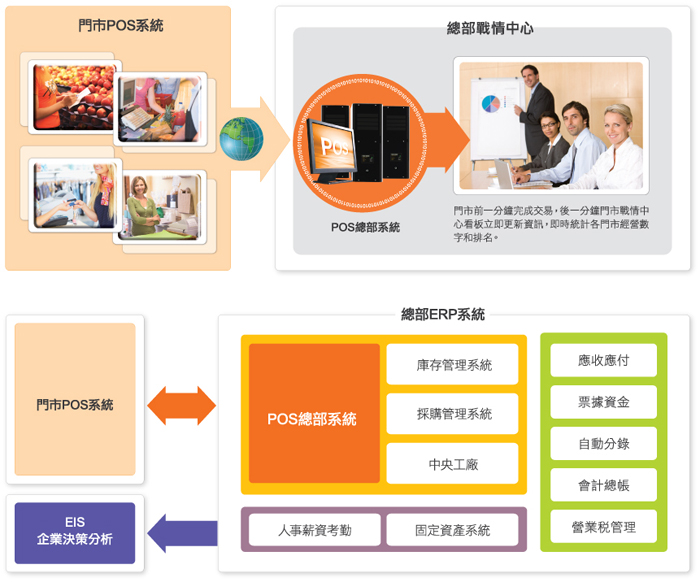 門市POS系統
總部戰情中心
POS
POS總部系統
門市前一分鐘完成交易，後一分鐘門市戰情中
心看板立即更新資訊，即時統計各門市經營數
字和排名。
總部ERP系統
門市POS系統
POS總部系統
庫存管理系統
採購管理系統
中央工廠
應收應付
票據資金
自動分錄
會計總帳
營業稅管理
EIS
企業決策分析
人事薪資考勤
固定資產系統